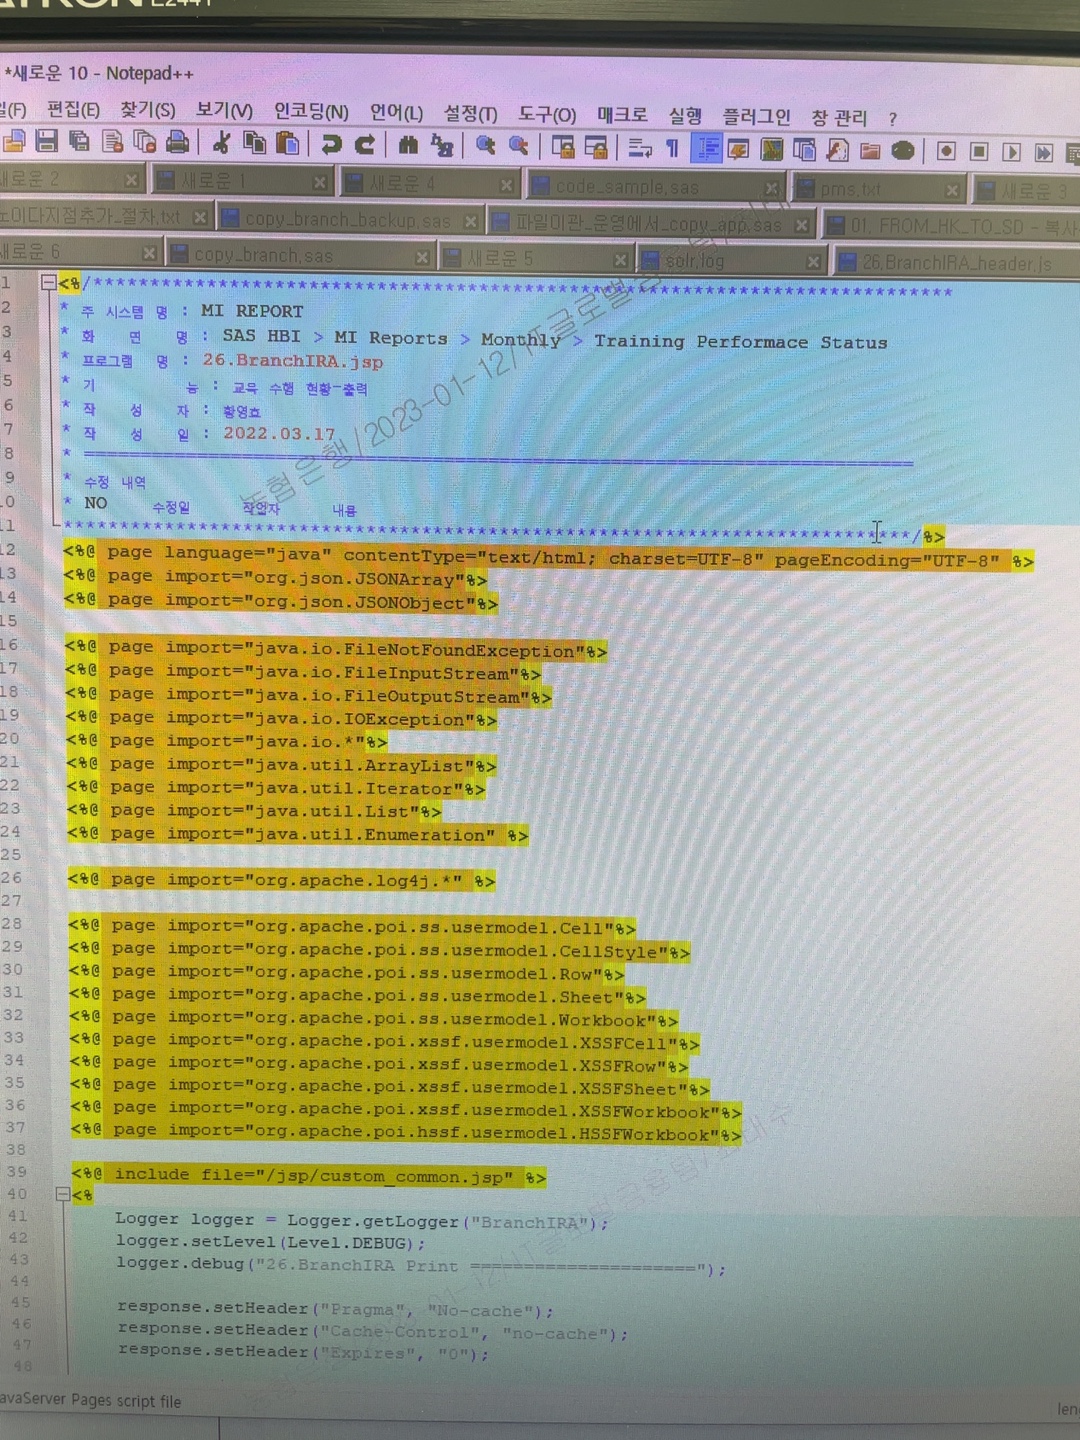 *새로운 10 - Notepad++
편집(E) 찾기(S) 보기(V) 인코딩(N) 언어(L) 설정(T) 도구(O) 매크로 실행 플러그인 창 관리 ?
새로운 2 새로운 1 새로운 4 code_sample.sas pms.txt 새로운 3
copy_branch_backup.sas 파일이관_운영에서_copy_app.sas 01. FROM_HK_TO_SD - 복사
새로운 6 copy_branch.sas 새로운 5 solr.log 26.BranchIRA_header.js
1 <%/******************************************************************************
2 * 주 시스템 명 : MI REPORT
3 * 화 면 명 : SAS HBI > MI Reports > Monthly > Training Performace Status
4 * 프로그램 명 : 26.BranchIRA.jsp
5 * 기 능 : 교육 수행 현황-출력
6 * 작 성 자 : 황영효
7 * 작 성 일 : 2022.03.17
8 * ==============================================================================
9 * 수정 내역
10 * NO 수정일 작업자 내용
11 ******************************************************************************/%>
12 <%@ page language="java" contentType="text/html; charset=UTF-8" pageEncoding="UTF-8" %>
13 <%@ page import="org.json.JSONArray"%>
14 <%@ page import="org.json.JSONObject"%>
15
16 <%@ page import="java.io.FileNotFoundException"%>
17 <%@ page import="java.io.FileInputStream"%>
18 <%@ page import="java.io.FileOutputStream"%>
19 <%@ page import="java.io.IOException"%>
20 <%@ page import="java.io.*"%>
21 <%@ page import="java.util.ArrayList"%>
22 <%@ page import="java.util.Iterator"%>
23 <%@ page import="java.util.List"%>
24 <%@ page import="java.util.Enumeration" %>
25
26 <%@ page import="org.apache.log4j.*" %>
27
28 <%@ page import="org.apache.poi.ss.usermodel.Cell"%>
29 <%@ page import="org.apache.poi.ss.usermodel.CellStyle"%>
30 <%@ page import="org.apache.poi.ss.usermodel.Row"%>
31 <%@ page import="org.apache.poi.ss.usermodel.Sheet"%>
32 <%@ page import="org.apache.poi.ss.usermodel.Workbook"%>
33 <%@ page import="org.apache.poi.xssf.usermodel.XSSFCell"%>
34 <%@ page import="org.apache.poi.xssf.usermodel.XSSFRow"%>
35 <%@ page import="org.apache.poi.xssf.usermodel.XSSFSheet"%>
36 <%@ page import="org.apache.poi.xssf.usermodel.XSSFWorkbook"%>
37 <%@ page import="org.apache.poi.hssf.usermodel.HSSFWorkbook"%>
38
39 <%@ include file="/jsp/custom_common.jsp" %>
40 <%
41 Logger logger = Logger.getLogger("BranchIRA");
42 logger.setLevel(Level.DEBUG);
43 logger.debug("26.BranchIRA Print =====================");
44
45 response.setHeader("Pragma", "No-cache");
46 response.setHeader("Cache-Control", "no-cache");
47 response.setHeader("Expires", "0");
48
농협은행/2023-01-12/IT글로벌
avaServer Pages script file